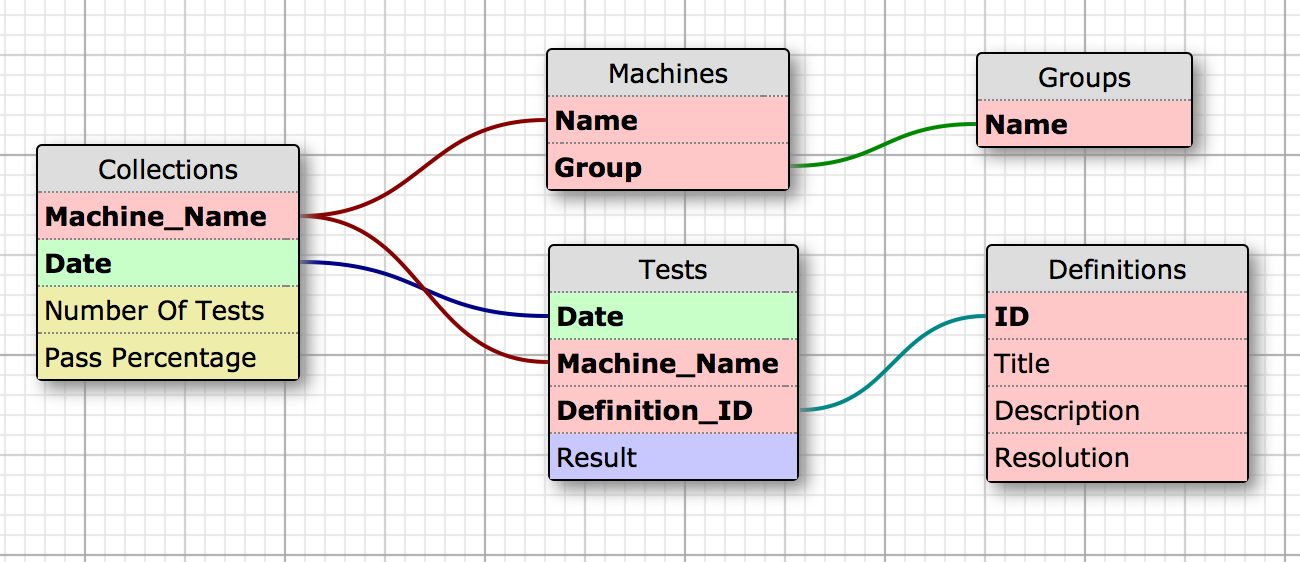 Collections
Machine_Name
Date
Number Of Tests
Pass Percentage
Machines
Name
Group
Tests
Date
Machine_Name
Definition_ID
Result
Groups
Name
Definitions
ID
Title
Description
Resolution